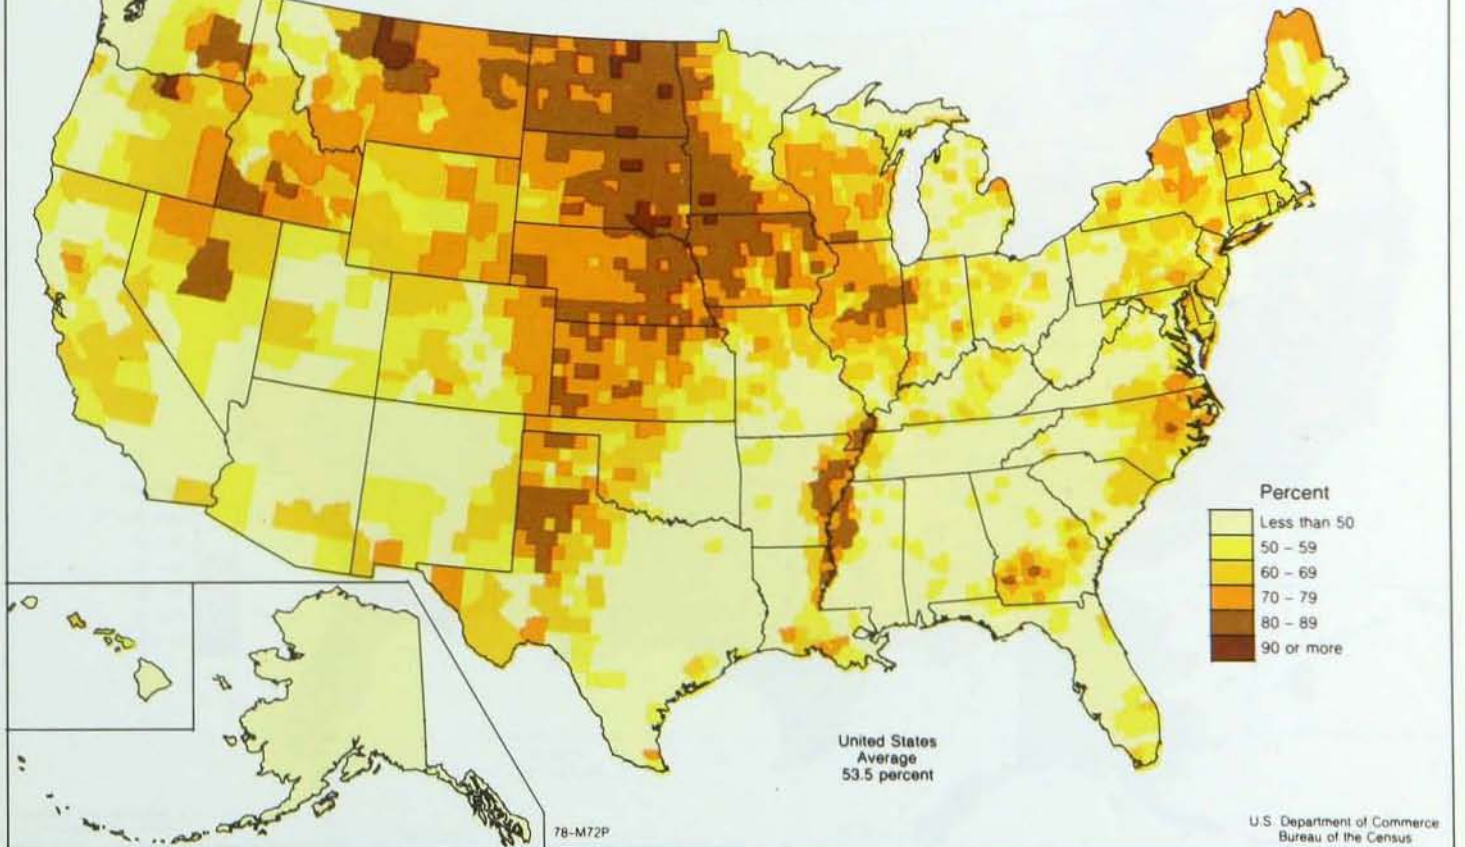 Percent
Less than 50
50 – 59
60 – 69
70 – 79
80 – 89
90 or more
United States
Average
53.5 percent
78-M72P
U.S. Department of Commerce
Bureau of the Census